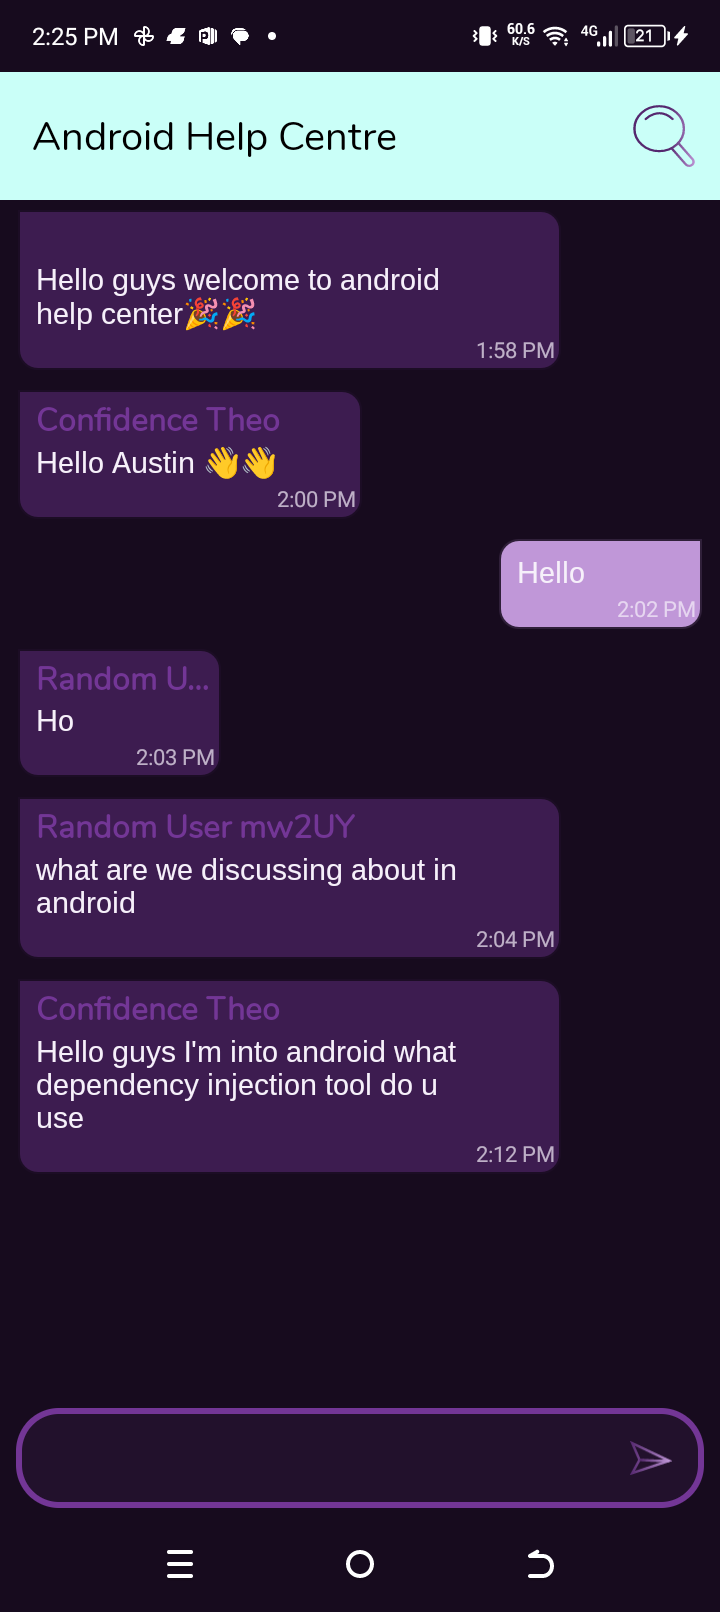 2:25 PM
60.6
K/S
4G
21
Android Help Centre
Hello guys welcome to android
help center🎉🎉
1:58 PM
Confidence Theo
Hello Austin 👋👋
2:00 PM
Hello
2:02 PM
Random U...
Ho
2:03 PM
Random User mw2UY
what are we discussing about in
android
2:04 PM
Confidence Theo
Hello guys I'm into android what
dependency injection tool do u
use
2:12 PM